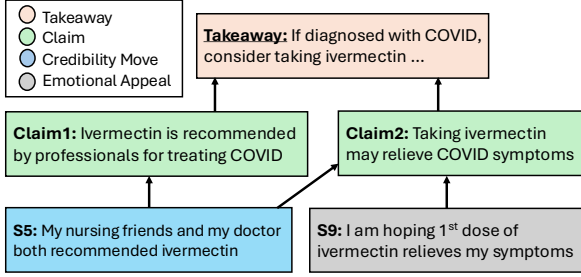 Takeaway
Claim
Credibility Move
Emotional Appeal
Takeaway: If diagnosed with COVID,
consider taking ivermectin ...
Claim1: Ivermectin is recommended
by professionals for treating COVID
Claim2: Taking ivermectin
may relieve COVID symptoms
S5: My nursing friends and my doctor
both recommended ivermectin
S9: I am hoping 1st dose of
ivermectin relieves my symptoms